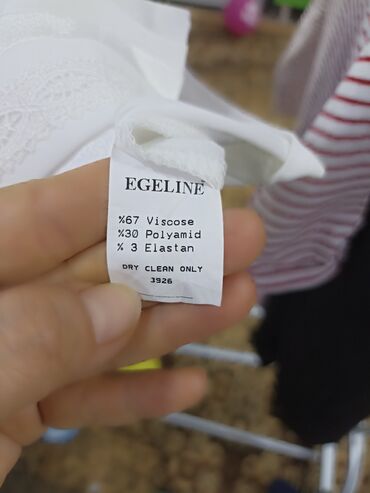 EGELINE
%67 Viscose
%30 Polyamid
% 3 Elastan
DRY CLEAN ONLY
3926